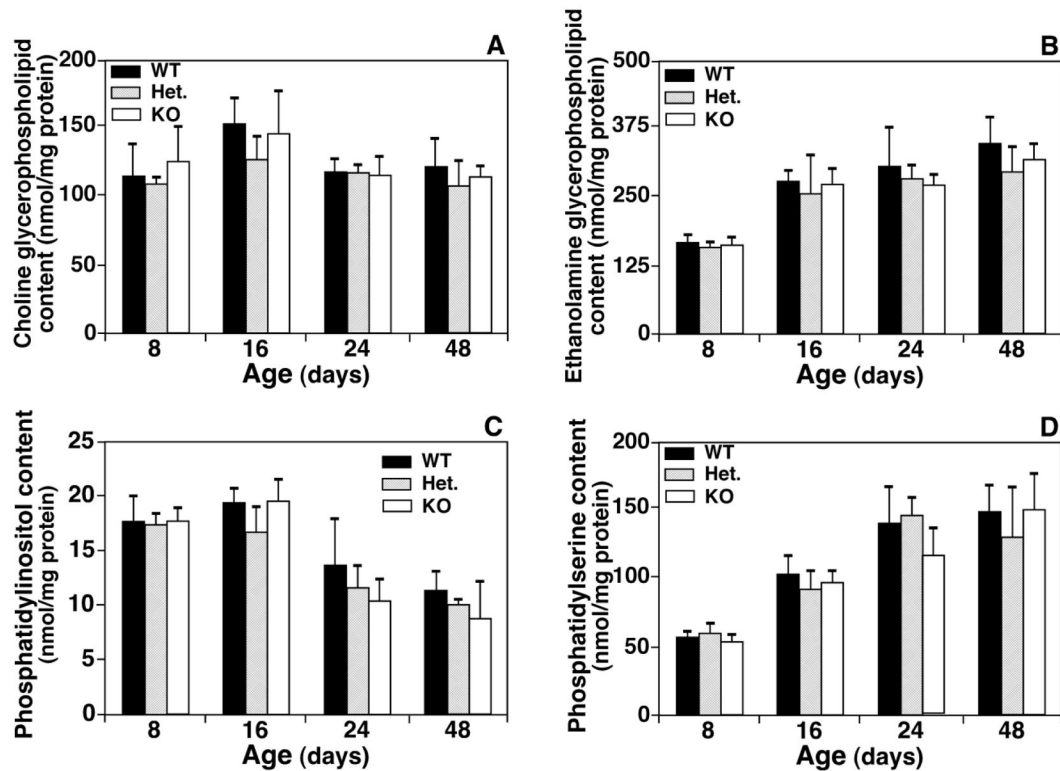 A
Choline glycerophospholipid
content (nmol/mg protein)
200
150
100
50
0
WT
Het.
KO
8 16 24 48
Age (days)
B
Ethanolamine glycerophospholipid
content (nmol/mg protein)
500
375
250
125
0
WT
Het.
KO
8 16 24 48
Age (days)
C
Phosphatidylinositol content
(nmol/mg protein)
25
20
15
10
5
0
WT
Het.
KO
8 16 24 48
Age (days)
D
Phosphatidylserine content
(nmol/mg protein)
200
150
100
50
0
WT
Het.
KO
8 16 24 48
Age (days)